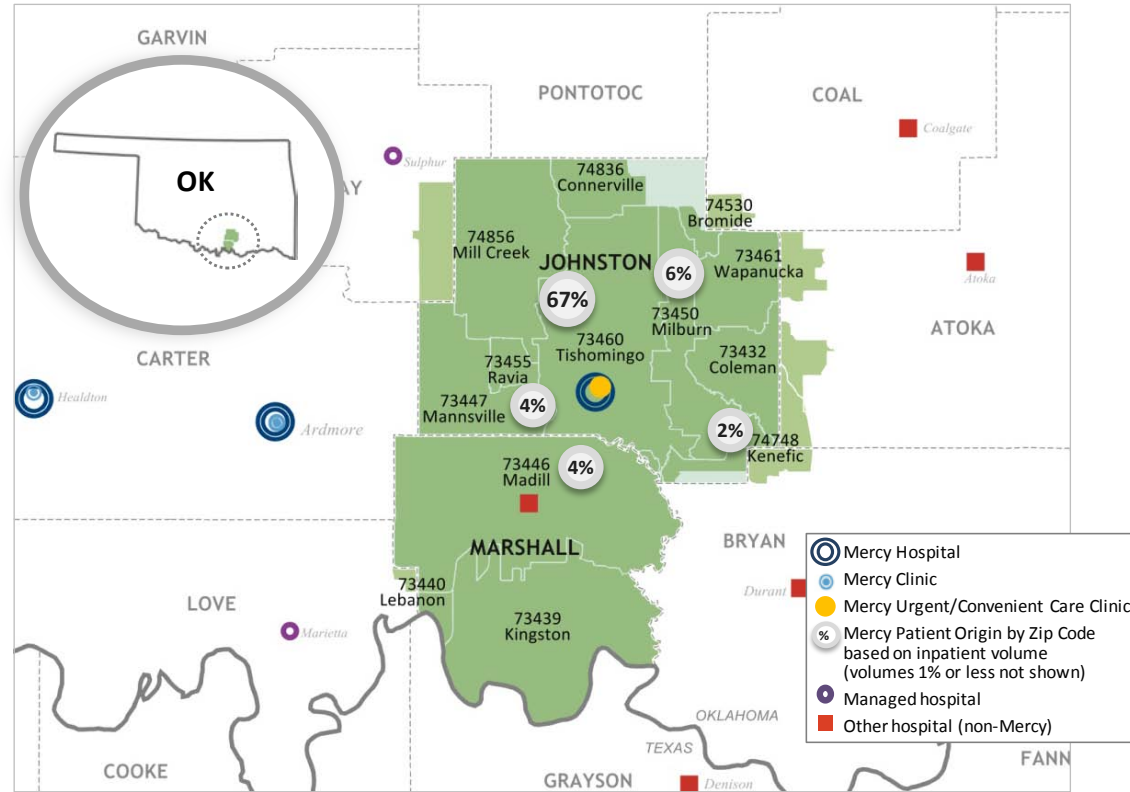 GARVIN
PONTOTOC
COAL
Coalgate
Sulphur
OK
AY
74836
Connerville
74530
Bromide
74856
Mill Creek
JOHNSTON
6%
73461
Wapanucka
Atoka
67%
73450
Milburn
ATOKA
73460
Tishomingo
CARTER
73455
Ravia
73432
Coleman
Healdton
73447
Mannsville
4%
Ardmore
2%
74748
Kenefic
73446
Madill
4%
MARSHALL
BRYAN
Mercy Hospital
Mercy Clinic
Durant
Mercy Urgent/Convenient Care Clinic
%
Mercy Patient Origin by Zip Code
based on inpatient volume
(volumes 1% or less not shown)
Managed hospital
Other hospital (non-Mercy)
73440
Lebanon
LOVE
Marietta
73439
Kingston
OKLAHOMA
TEXAS
COOKE
GRAYSON
Denison
FANN